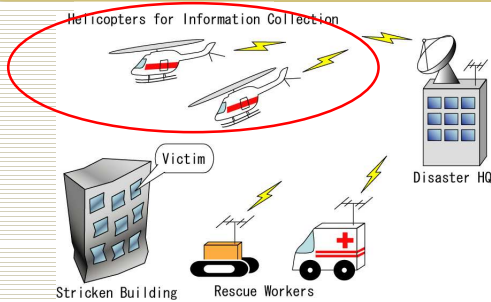 Helicopters for Information Collection
Victim
Disaster HQ
Stricken Building
Rescue Workers